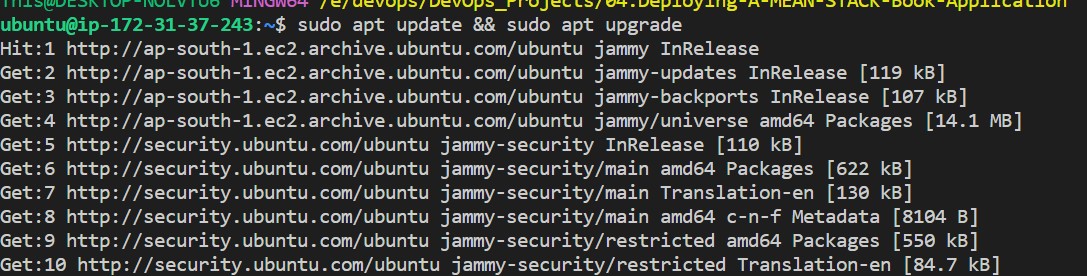 This@DESKTOP-NOLVTU6 MINGW64 /e/devops/DevOps_Projects/04.Deploying-A-MEAN-STACK-Book-Application
ubuntu@ip-172-31-37-243:~$ sudo apt update && sudo apt upgrade
Hit:1 http://ap-south-1.ec2.archive.ubuntu.com/ubuntu jammy InRelease
Get:2 http://ap-south-1.ec2.archive.ubuntu.com/ubuntu jammy-updates InRelease [119 kB]
Get:3 http://ap-south-1.ec2.archive.ubuntu.com/ubuntu jammy-backports InRelease [107 kB]
Get:4 http://ap-south-1.ec2.archive.ubuntu.com/ubuntu jammy/universe amd64 Packages [14.1 MB]
Get:5 http://security.ubuntu.com/ubuntu jammy-security InRelease [110 kB]
Get:6 http://security.ubuntu.com/ubuntu jammy-security/main amd64 Packages [622 kB]
Get:7 http://security.ubuntu.com/ubuntu jammy-security/main Translation-en [130 kB]
Get:8 http://security.ubuntu.com/ubuntu jammy-security/main amd64 c-n-f Metadata [8104 B]
Get:9 http://security.ubuntu.com/ubuntu jammy-security/restricted amd64 Packages [550 kB]
Get:10 http://security.ubuntu.com/ubuntu jammy-security/restricted Translation-en [84.7 kB]